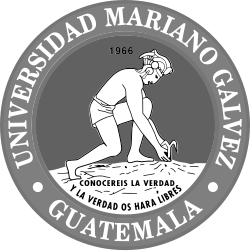 UNIVERSIDAD MARIANO GALVEZ
1966
CONOCEREIS LA VERDAD
Y LA VERDAD OS HARA LIBRES
• GUATEMALA •